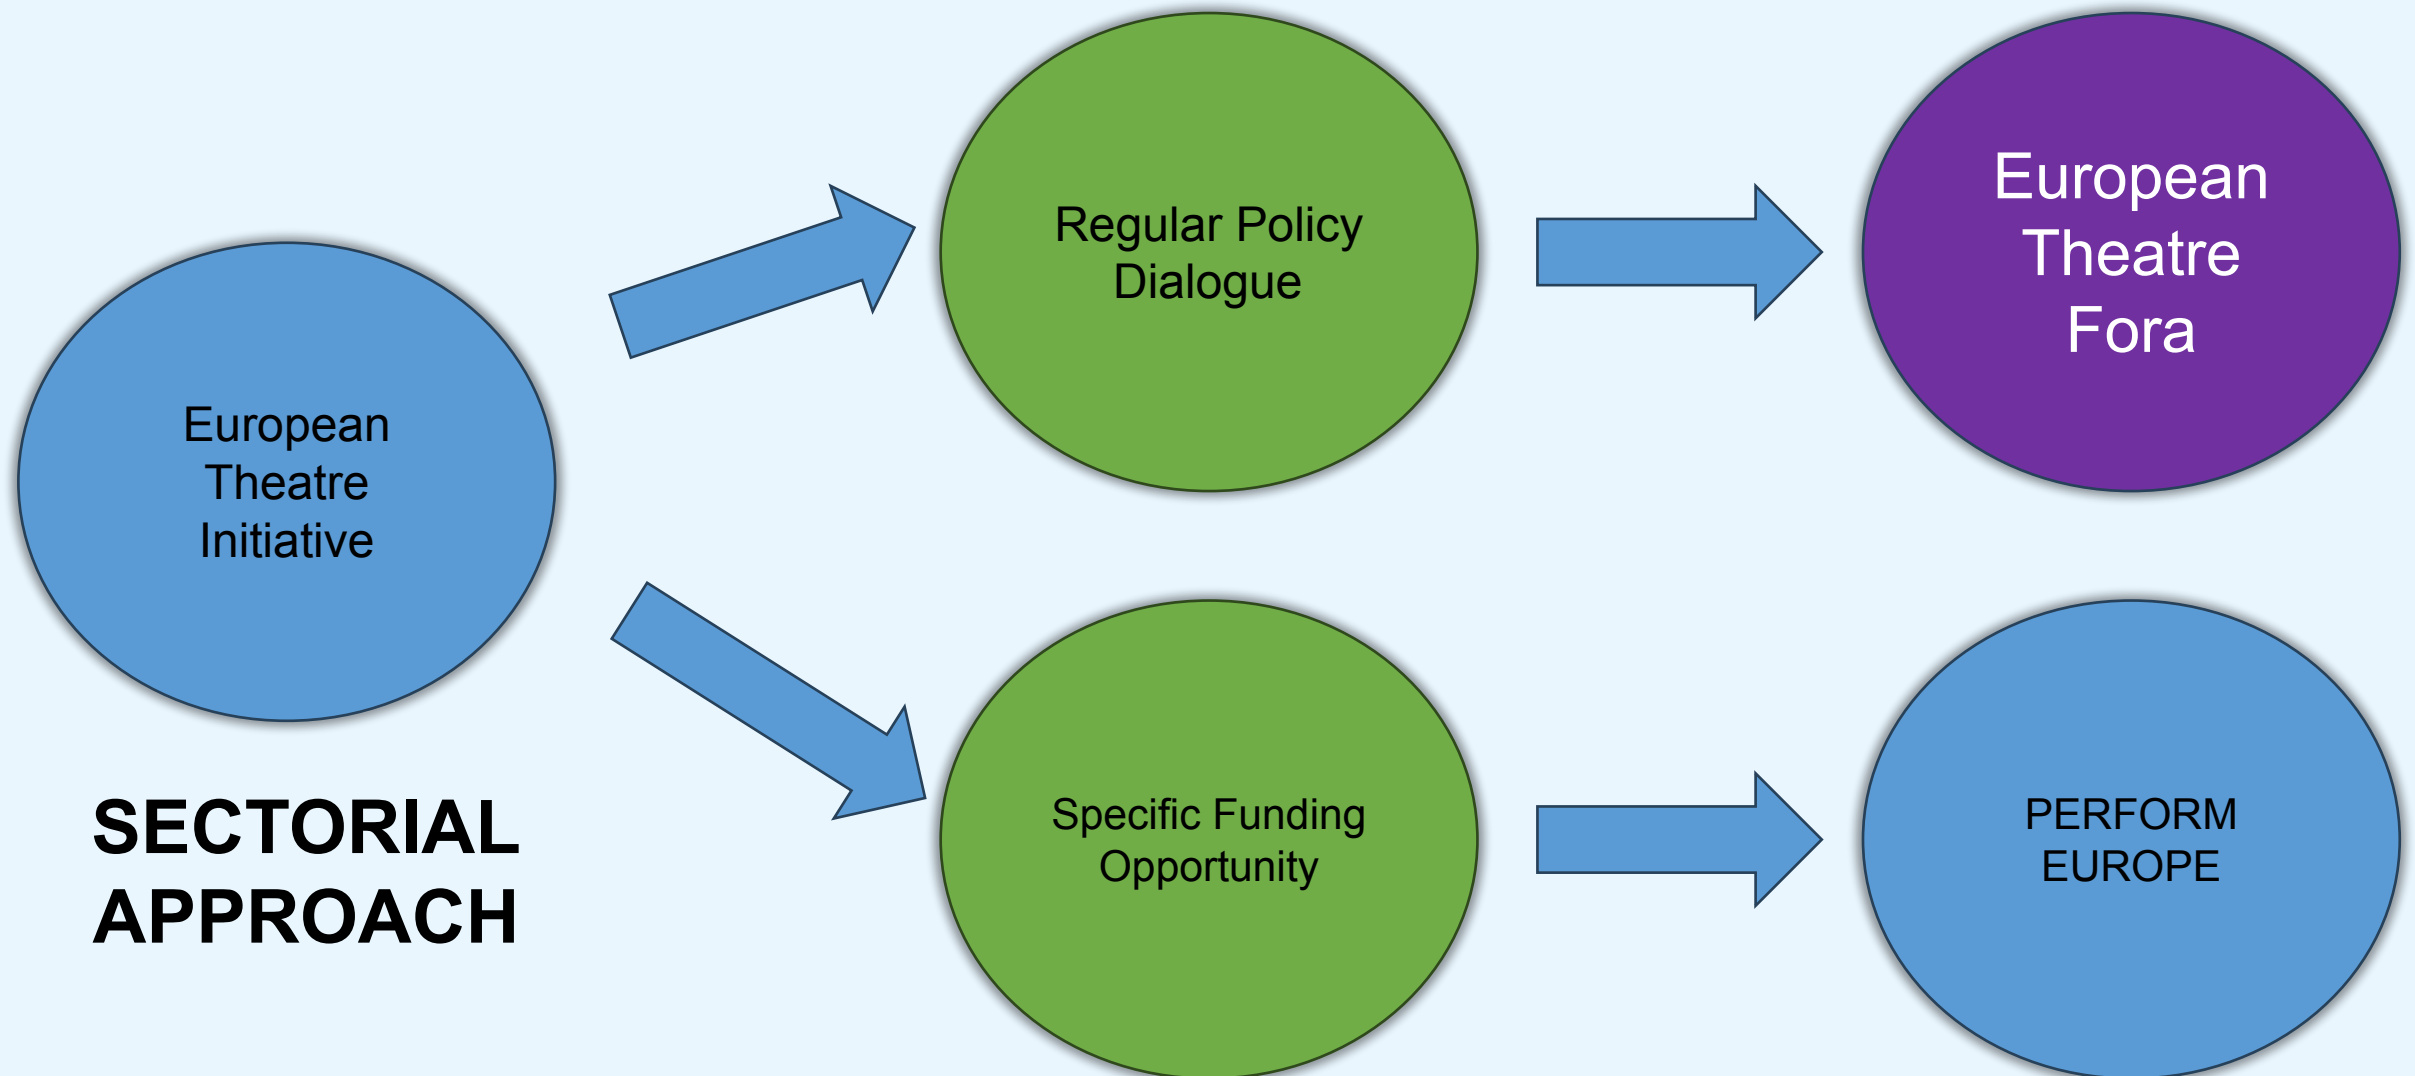 European
Theatre
Initiative
SECTORIAL
APPROACH
Regular Policy
Dialogue
European
Theatre
Fora
Specific Funding
Opportunity
PERFORM
EUROPE